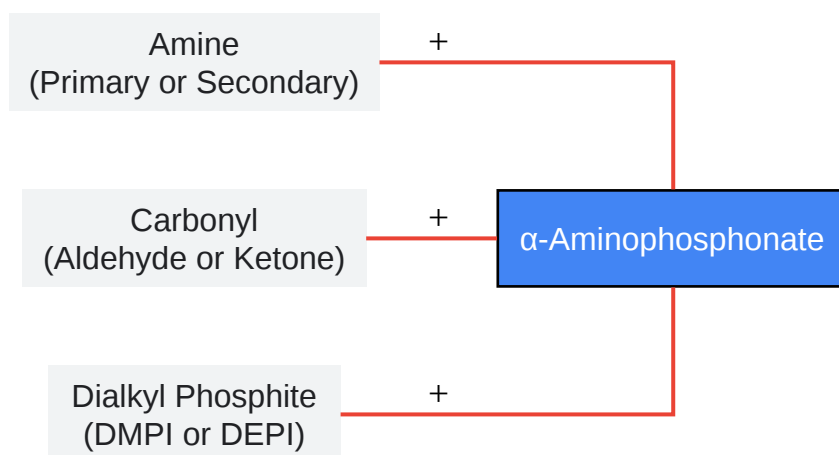 Amine
(Primary or Secondary)
+
Carbonyl
(Aldehyde or Ketone)
+
α-Aminophosphonate
Dialkyl Phosphite
(DMPI or DEPI)
+